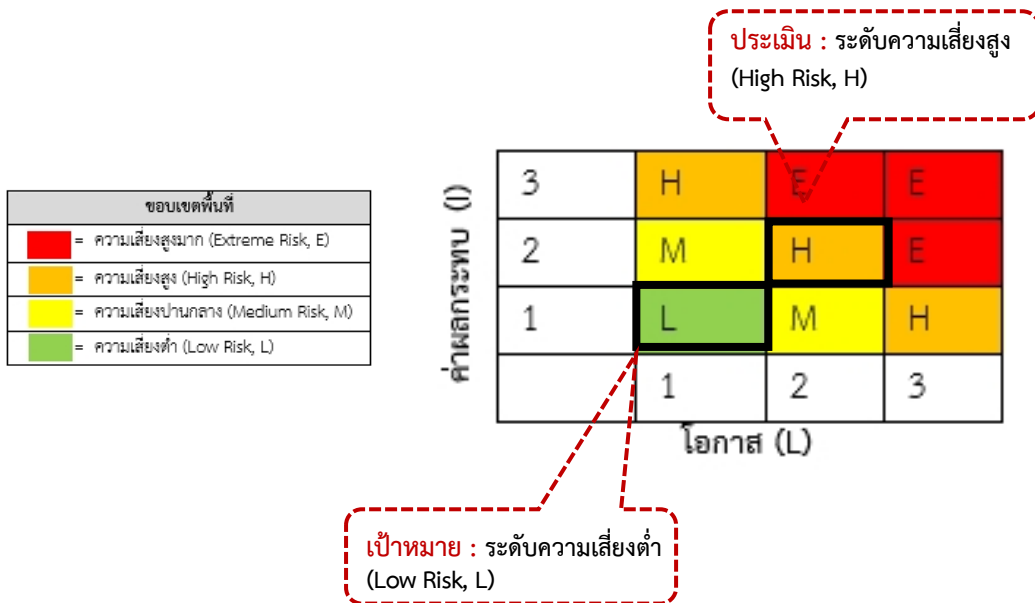 ประเมิน : ระดับความเสี่ยงสูง
(High Risk, H)
ขอบเขตพื้นที่
= ความเสี่ยงสูงมาก (Extreme Risk, E)
= ความเสี่ยงสูง (High Risk, H)
= ความเสี่ยงปานกลาง (Medium Risk, M)
= ความเสี่ยงต่ำ (Low Risk, L)
ค่าผลกระทบ (I)
3 H E E
2 M H E
1 L M H
1 2 3
โอกาส (L)
เป้าหมาย : ระดับความเสี่ยงต่ำ
(Low Risk, L)